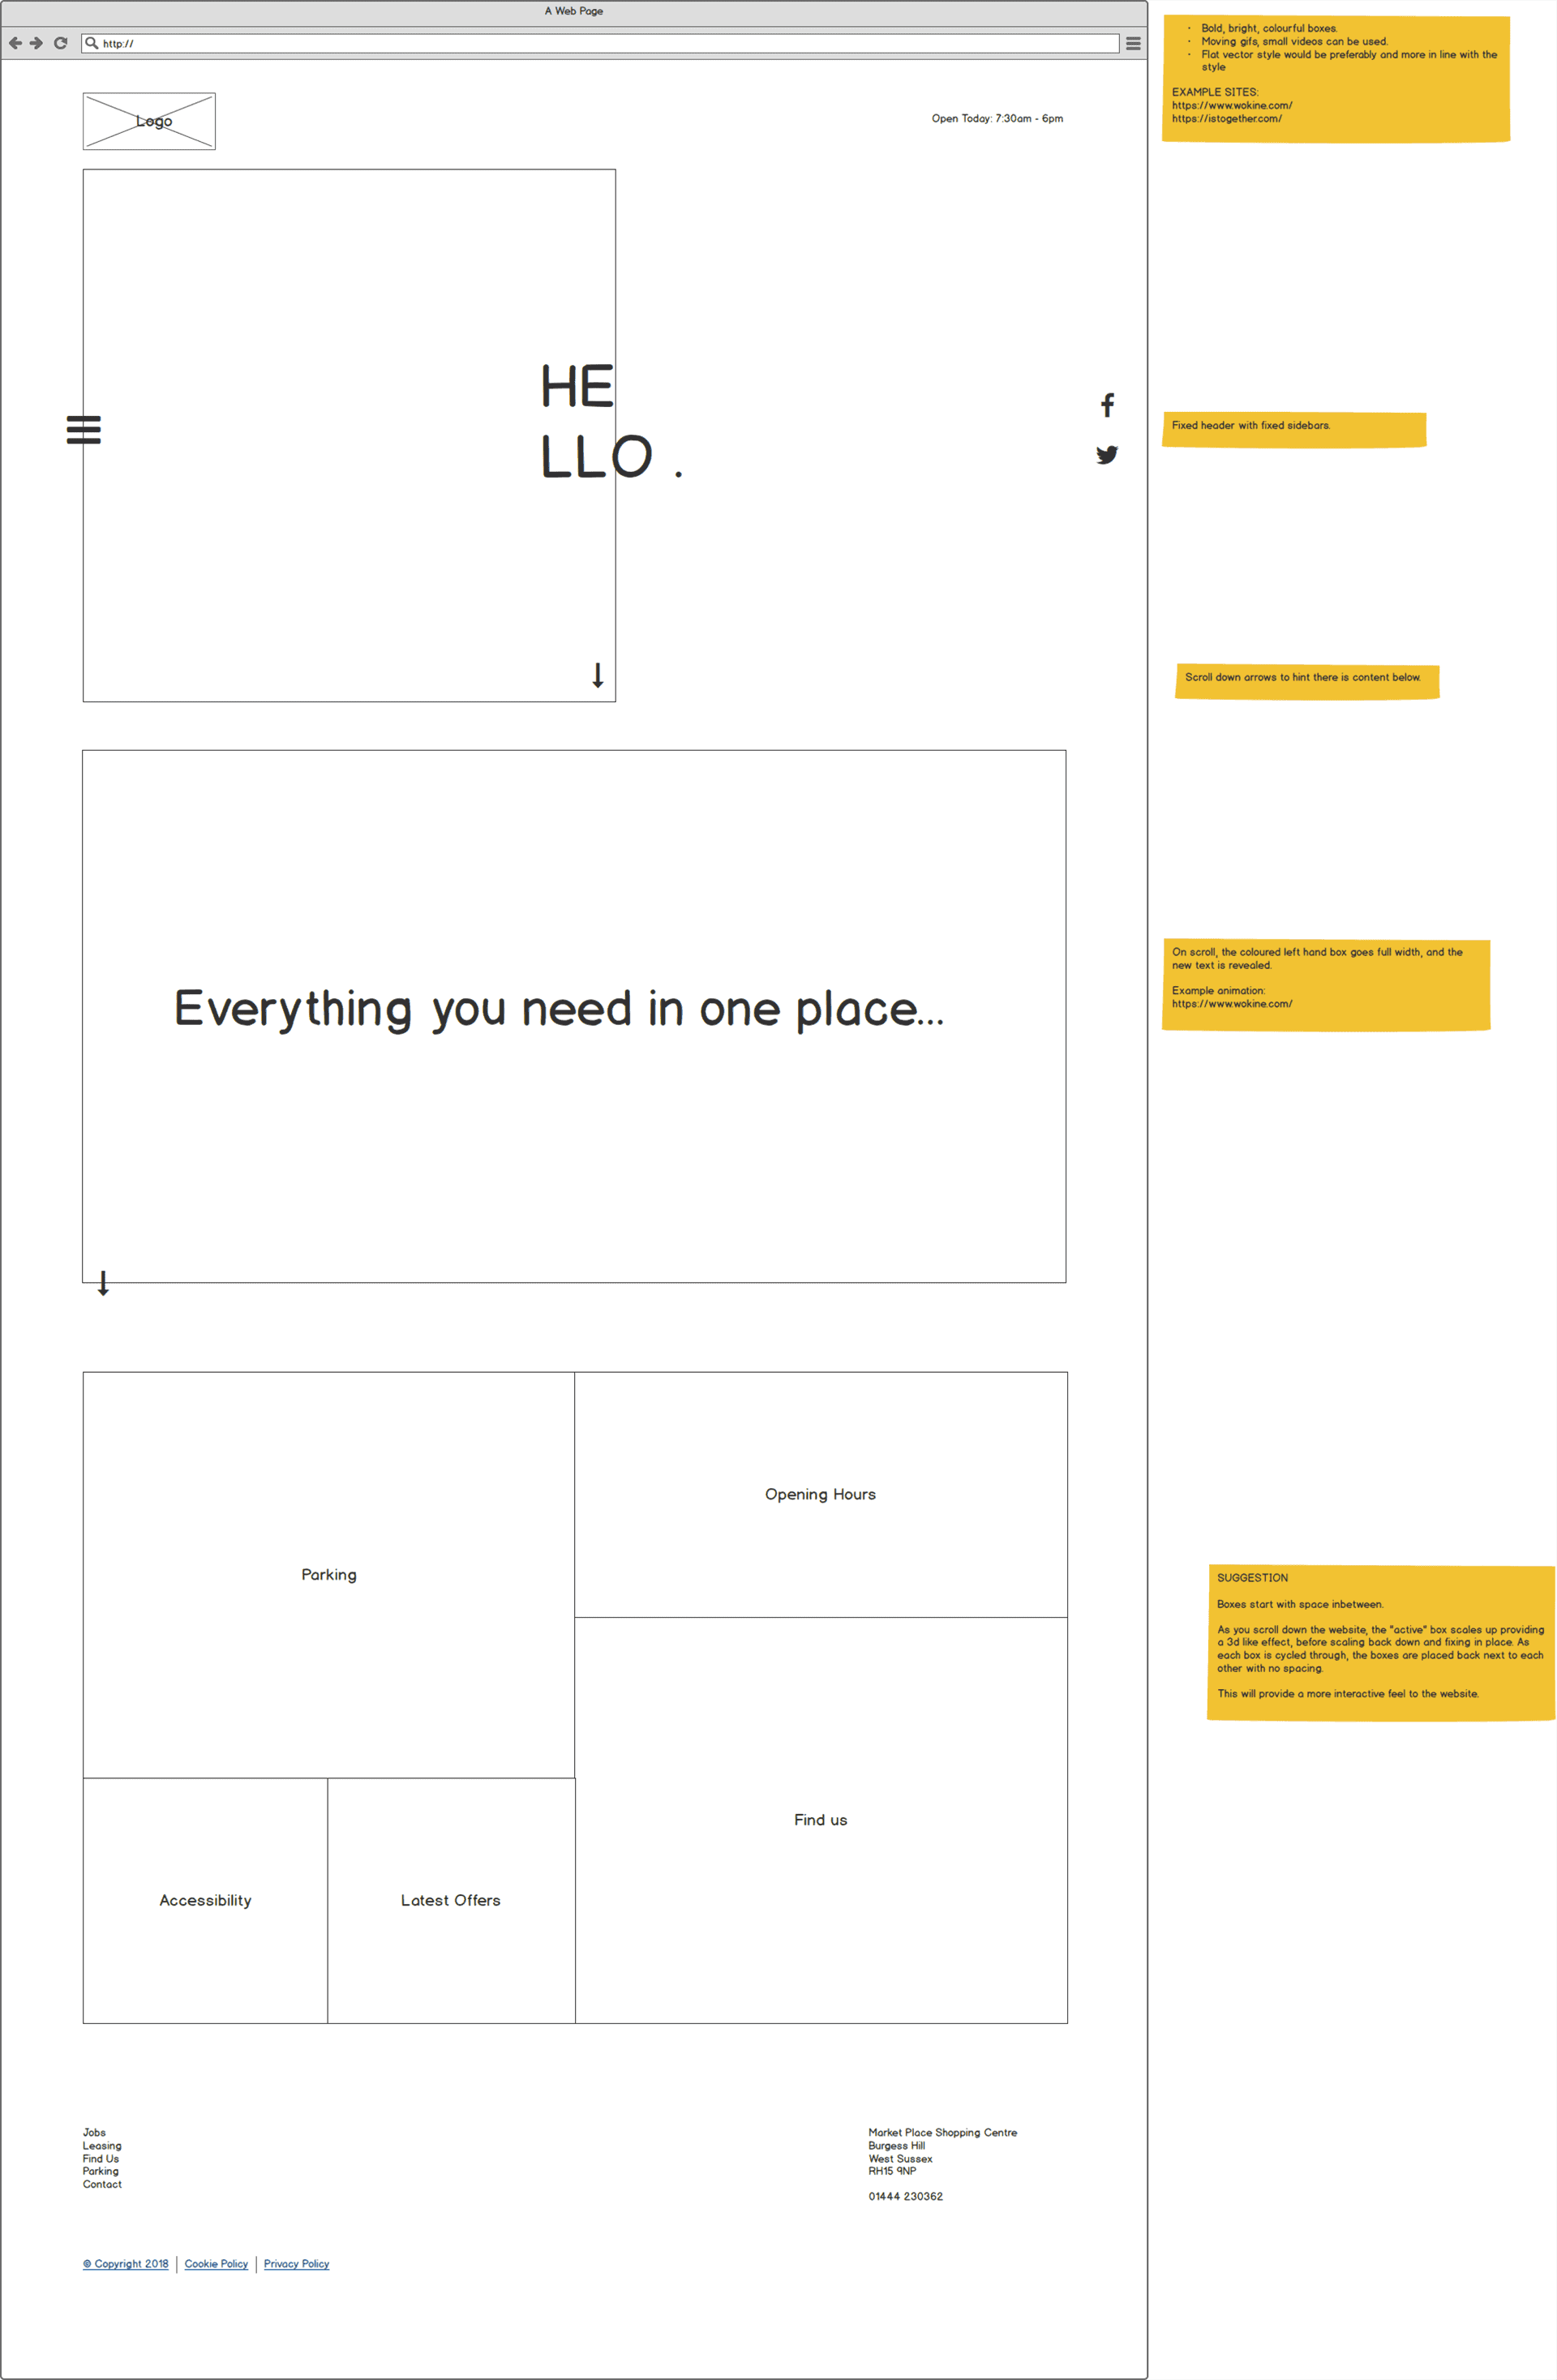 A Web Page
http://
Logo
Open Today: 7:30am - 6pm
HE
LLO .
Everything you need in one place...
Parking
Opening Hours
Find us
Accessibility
Latest Offers
Jobs
Leasing
Find Us
Parking
Contact
Market Place Shopping Centre
Burgess Hill
West Sussex
RH15 9NP
01444 230362
© Copyright 2018
Cookie Policy
Privacy Policy
· Bold, bright, colourful boxes.
· Moving gifs, small videos can be used.
· Flat vector style would be preferably and more in line with the
style
EXAMPLE SITES:
https://www.wokine.com/
https://istogether.com/
Fixed header with fixed sidebars.
Scroll down arrows to hint there is content below.
On scroll, the coloured left hand box goes full width, and the
new text is revealed.
Example animation:
https://www.wokine.com/
SUGGESTION
Boxes start with space inbetween.
As you scroll down the website, the "active" box scales up providing
a 3d like effect, before scaling back down and fixing in place. As
each box is cycled through, the boxes are placed back next to each
other with no spacing.
This will provide a more interactive feel to the website.